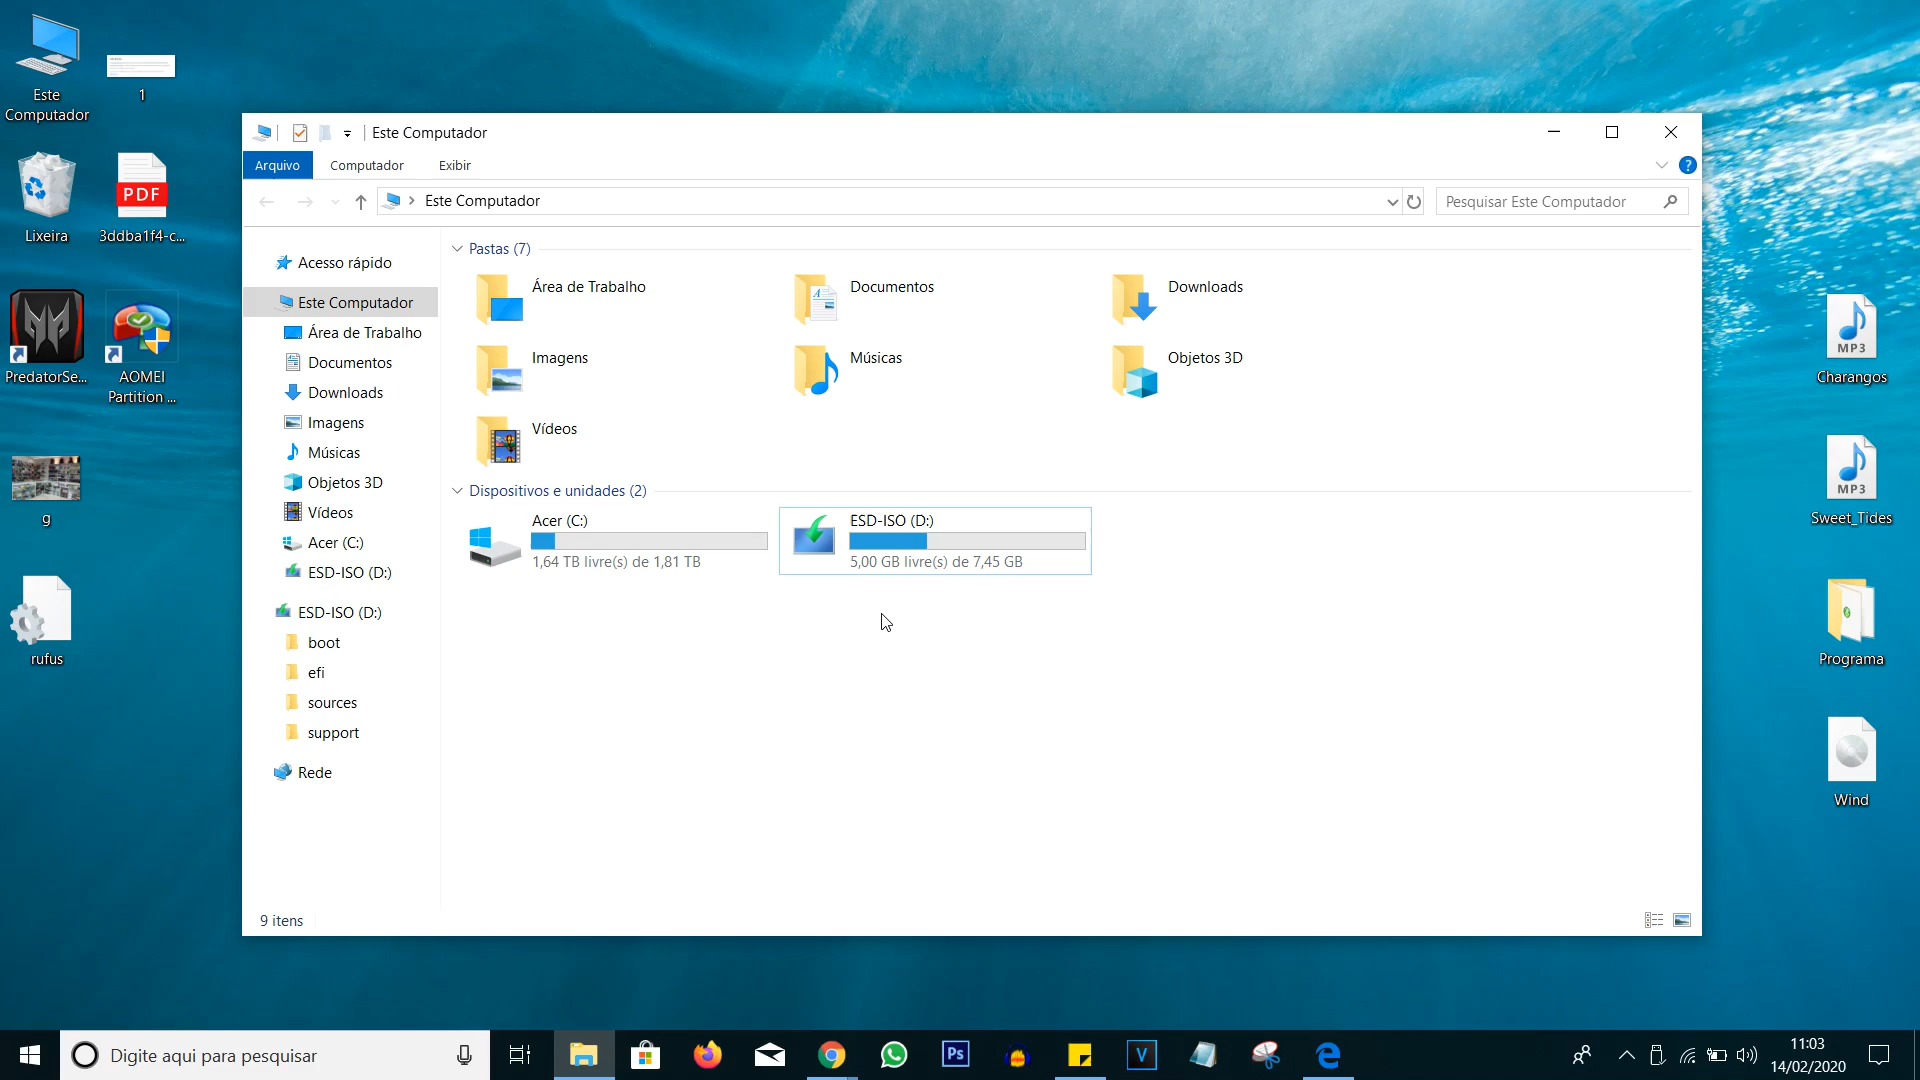 Este
Computador
1
Lixeira
PDF
3ddba1f4-c...
PredatorSe...
AOMEI
Partition ...
g
rufus
Este Computador
Arquivo
Computador
Exibir
?
Este Computador
Pesquisar Este Computador
Acesso rápido
Este Computador
Área de Trabalho
Documentos
Downloads
Imagens
Músicas
Objetos 3D
Vídeos
Acer (C:)
ESD-ISO (D:)
ESD-ISO (D:)
boot
efi
sources
support
Rede
Pastas (7)
Área de Trabalho
Documentos
Downloads
Imagens
Músicas
Objetos 3D
Vídeos
Dispositivos e unidades (2)
Acer (C:)
1,64 TB livre(s) de 1,81 TB
ESD-ISO (D:)
5,00 GB livre(s) de 7,45 GB
9 itens
MP3
Charangos
MP3
Sweet_Tides
Programa
Wind
Digite aqui para pesquisar
Ps
V
11:03
14/02/2020